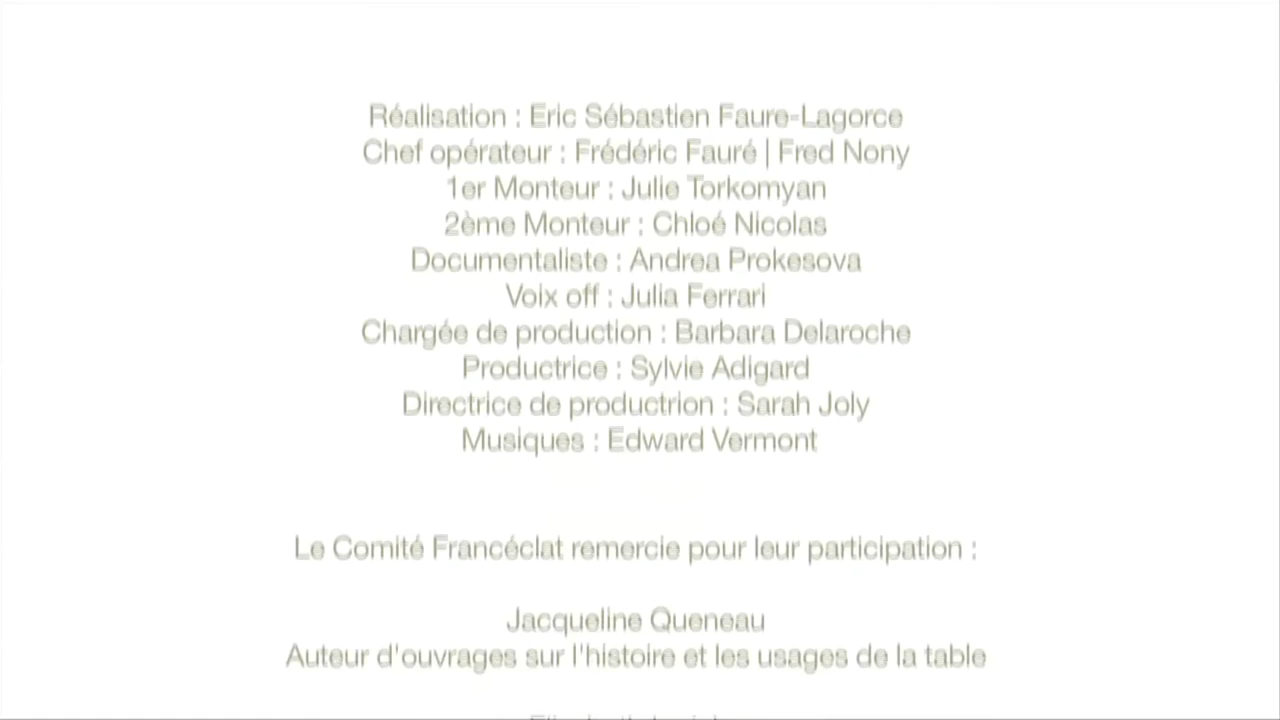 Réalisation : Eric Sébastien Faure-Lagorce
Chef opérateur : Frédéric Fauré | Fred Nony
1er Monteur : Julie Torkomyan
2ème Monteur : Chloé Nicolas
Documentaliste : Andrea Prokesova
Voix off : Julia Ferrari
Chargée de production : Barbara Delaroche
Productrice : Sylvie Adigard
Directrice de productrion : Sarah Joly
Musiques : Edward Vermont
Le Comité Francéclat remercie pour leur participation :
Jacqueline Queneau
Auteur d'ouvrages sur l'histoire et les usages de la table